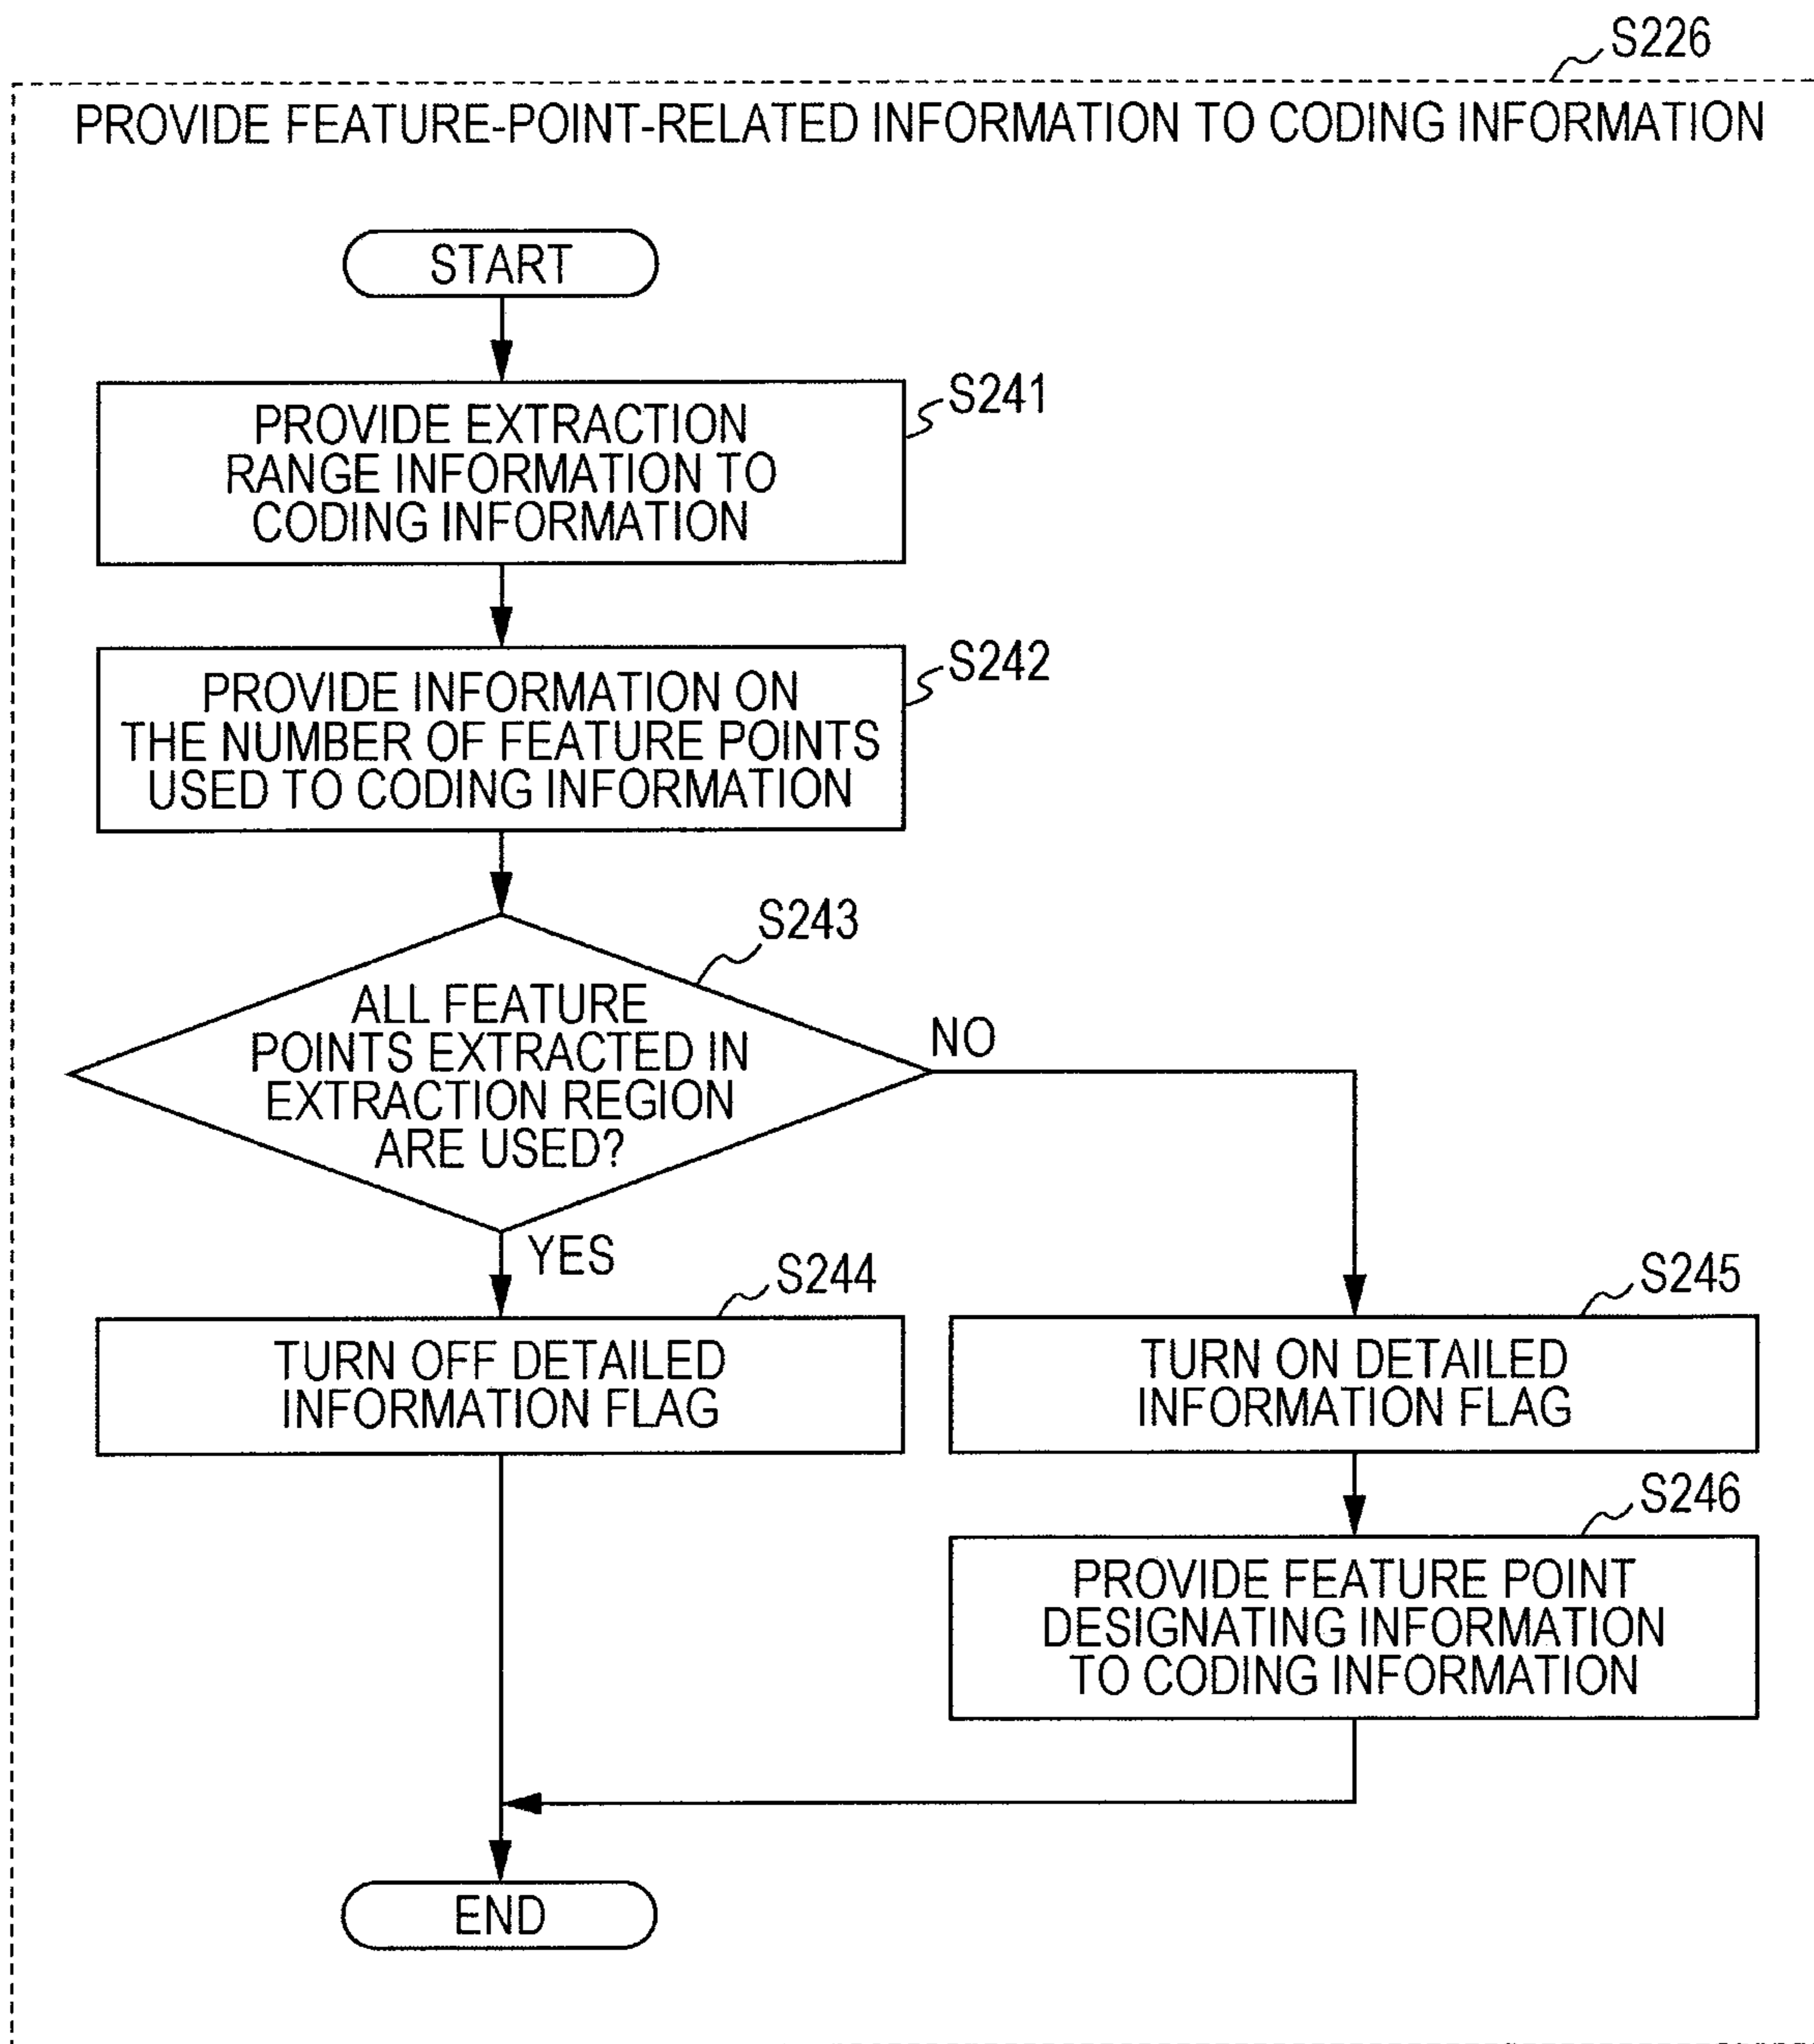 S226
PROVIDE FEATURE-POINT-RELATED INFORMATION TO CODING INFORMATION
START
S241
PROVIDE EXTRACTION
RANGE INFORMATION TO
CODING INFORMATION
S242
PROVIDE INFORMATION ON
THE NUMBER OF FEATURE POINTS
USED TO CODING INFORMATION
S243
ALL FEATURE
POINTS EXTRACTED IN
EXTRACTION REGION
ARE USED?
NO
YES
S244
TURN OFF DETAILED
INFORMATION FLAG
S245
TURN ON DETAILED
INFORMATION FLAG
S246
PROVIDE FEATURE POINT
DESIGNATING INFORMATION
TO CODING INFORMATION
END